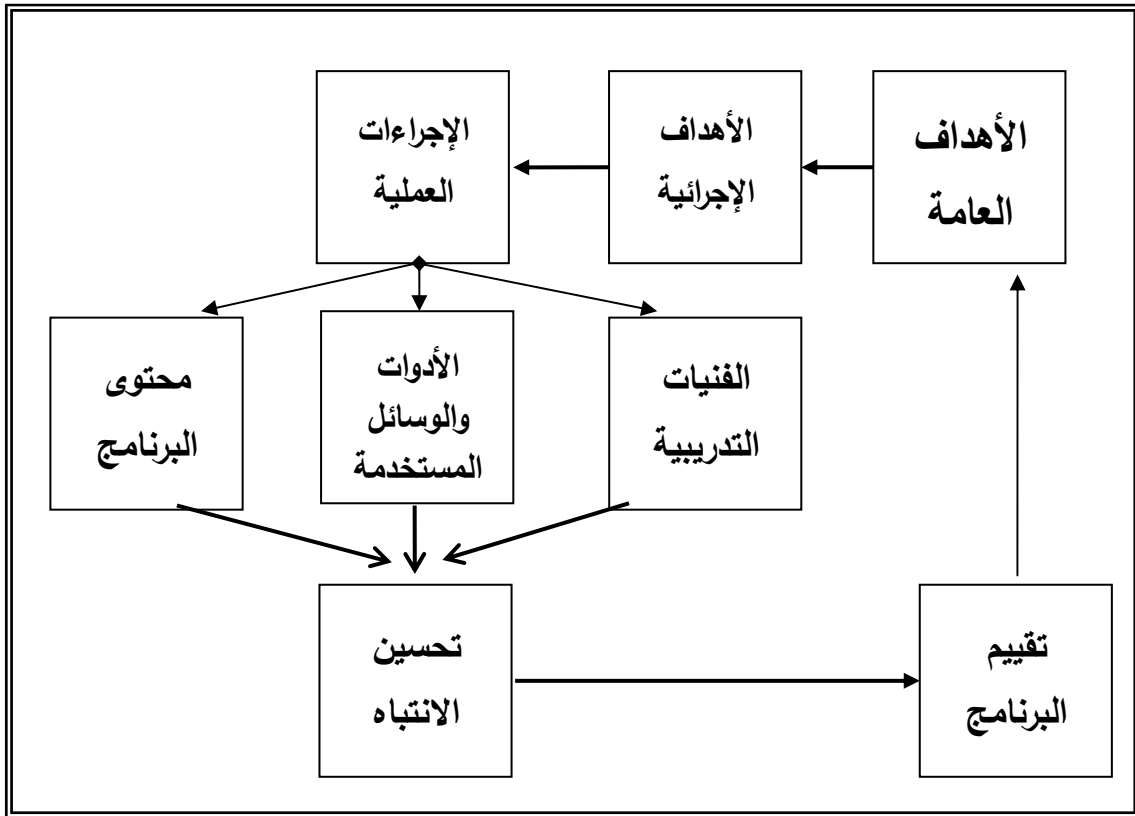 الأهداف
العامة
الأهداف
الإجرائية
الإجراءات
العملية
الفنيات
التدريبية
الأدوات
والوسائل
المستخدمة
محتوى
البرنامج
تحسين
الانتباه
تقييم
البرنامج